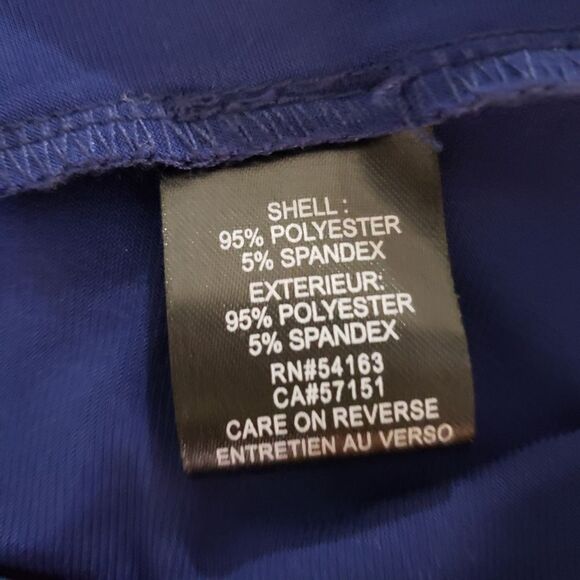 SHELL :
95% POLYESTER
5% SPANDEX
EXTERIEUR:
95% POLYESTER
5% SPANDEX
RN#54163
CA#57151
CARE ON REVERSE
ENTRETIEN AU VERSO